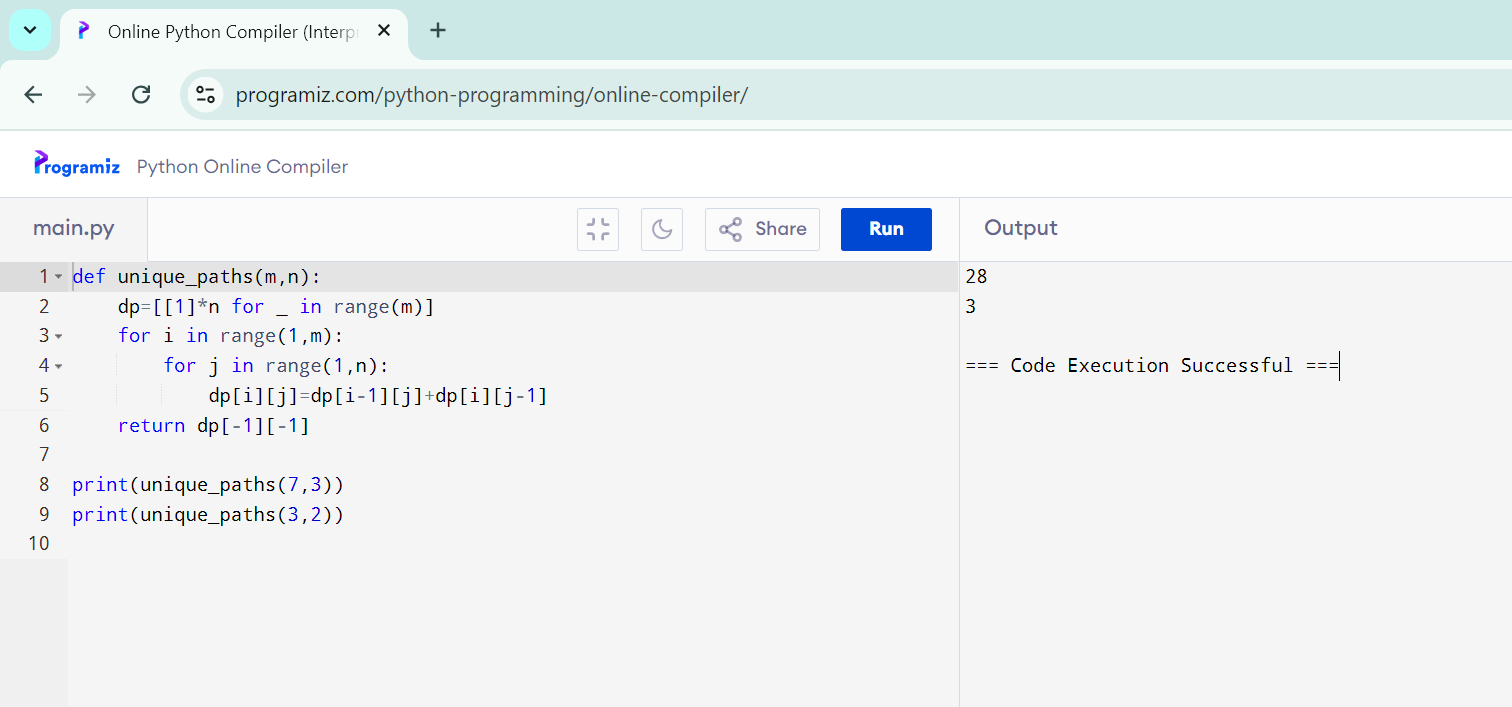 Online Python Compiler (Interp
programiz.com/python-programming/online-compiler/
Programiz Python Online Compiler
main.py
Share
Run
Output
1 def unique_paths(m,n):
2     dp=[[1]*n for _ in range(m)]
3     for i in range(1,m):
4         for j in range(1,n):
5             dp[i][j]=dp[i-1][j]+dp[i][j-1]
6     return dp[-1][-1]
7
8 print(unique_paths(7,3))
9 print(unique_paths(3,2))
10
28
3
=== Code Execution Successful ===